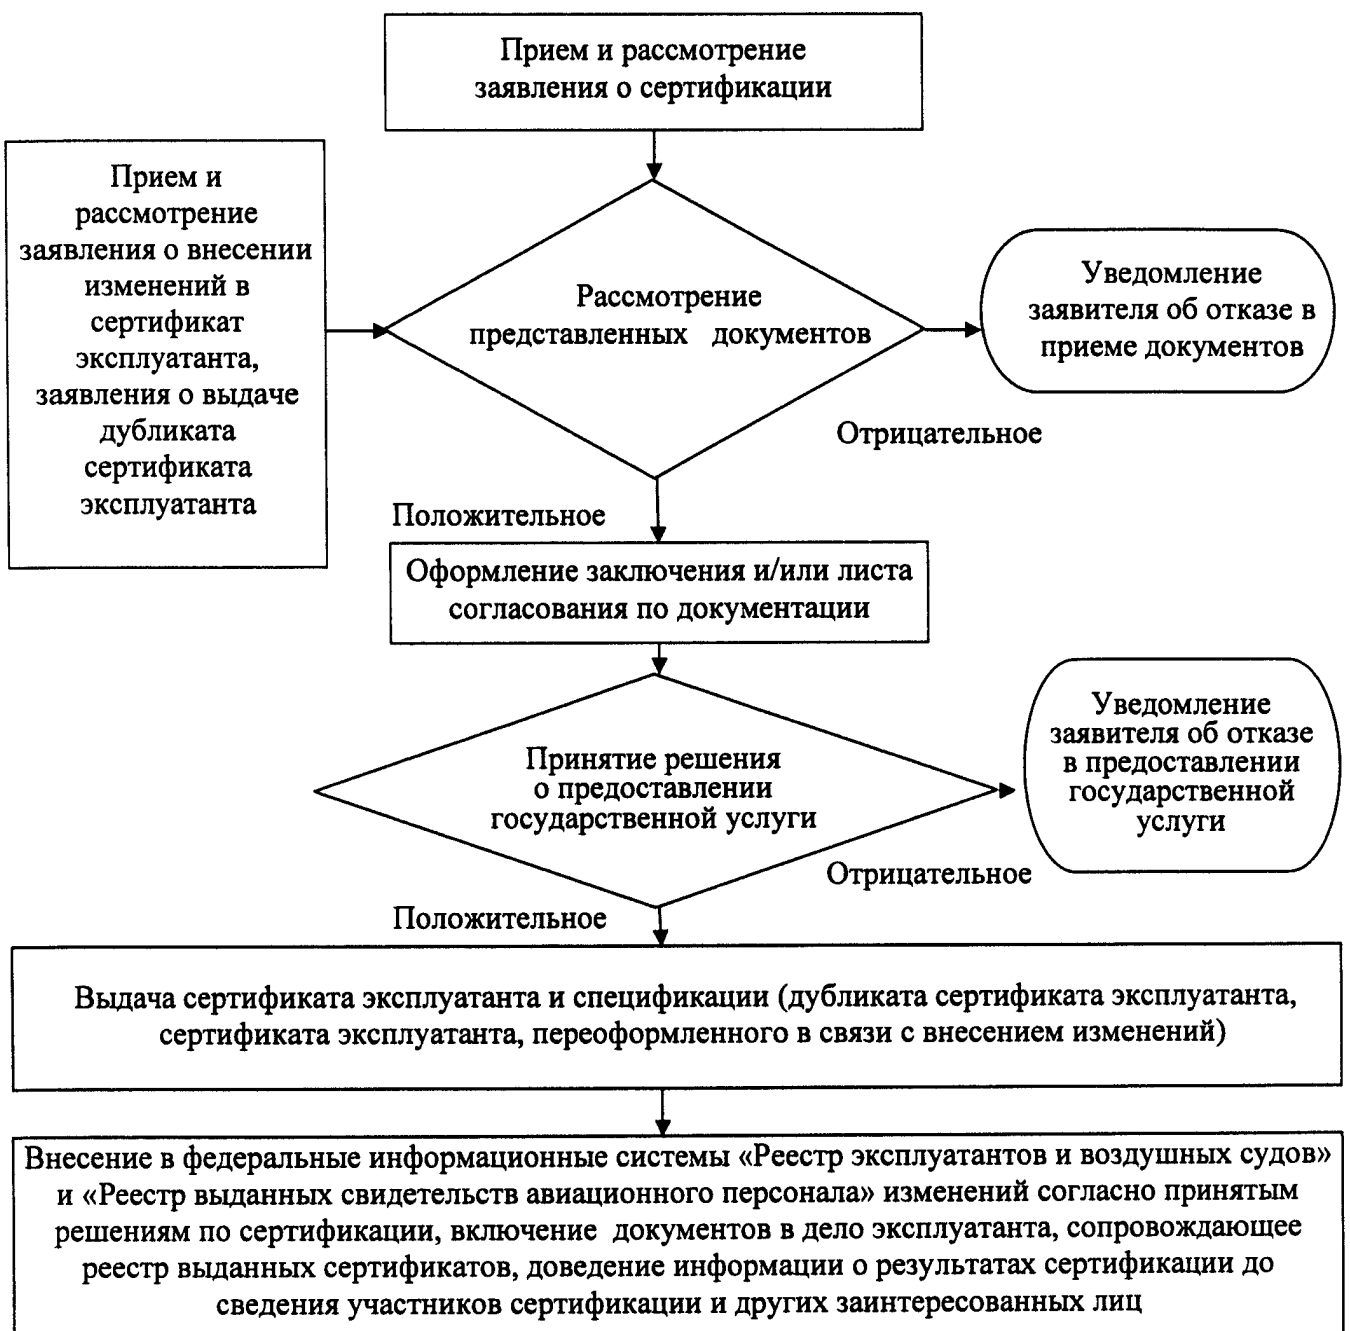 Прием и рассмотрение
заявления о сертификации
Прием и
рассмотрение
заявления о внесении
изменений в
сертификат
эксплуатанта,
заявления о выдаче
дубликата
сертификата
эксплуатанта
Рассмотрение
представленных документов
Уведомление
заявителя об отказе в
приеме документов
Отрицательное
Положительное
Оформление заключения и/или листа
согласования по документации
Принятие решения
о предоставлении
государственной услуги
Уведомление
заявителя об отказе
в предоставлении
государственной
услуги
Отрицательное
Положительное
Выдача сертификата эксплуатанта и спецификации (дубликата сертификата эксплуатанта,
сертификата эксплуатанта, переоформленного в связи с внесением изменений)
Внесение в федеральные информационные системы «Реестр эксплуатантов и воздушных судов»
и «Реестр выданных свидетельств авиационного персонала» изменений согласно принятым
решениям по сертификации, включение документов в дело эксплуатанта, сопровождающее
реестр выданных сертификатов, доведение информации о результатах сертификации до
сведения участников сертификации и других заинтересованных лиц